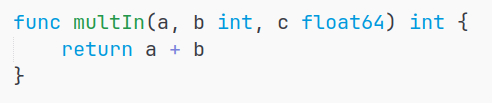 func multIn(a, b int, c float64) int {
    return a + b
}